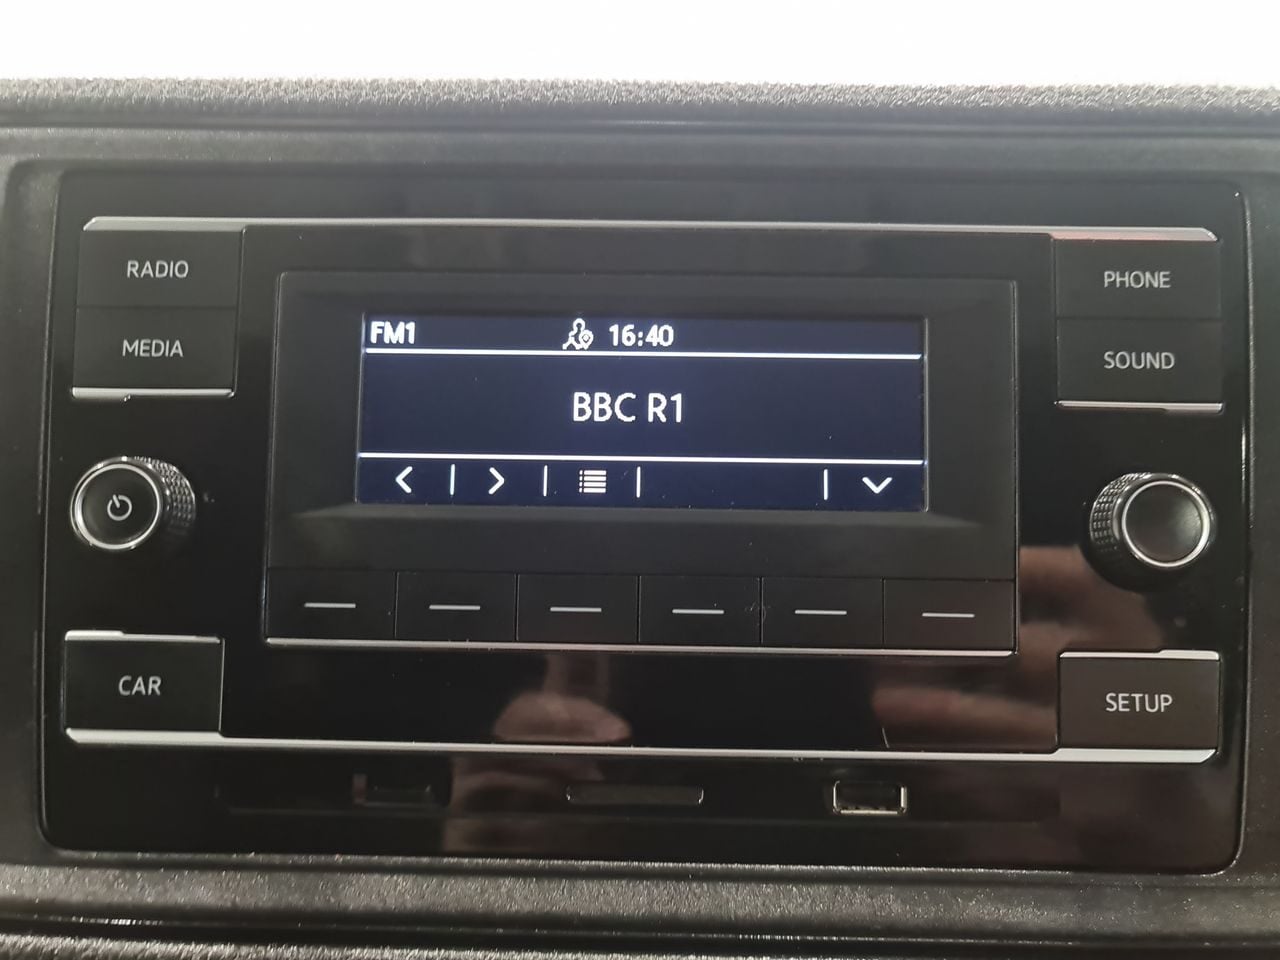 RADIO
MEDIA
PHONE
SOUND
FM1 16:40
BBC R1
CAR
SETUP